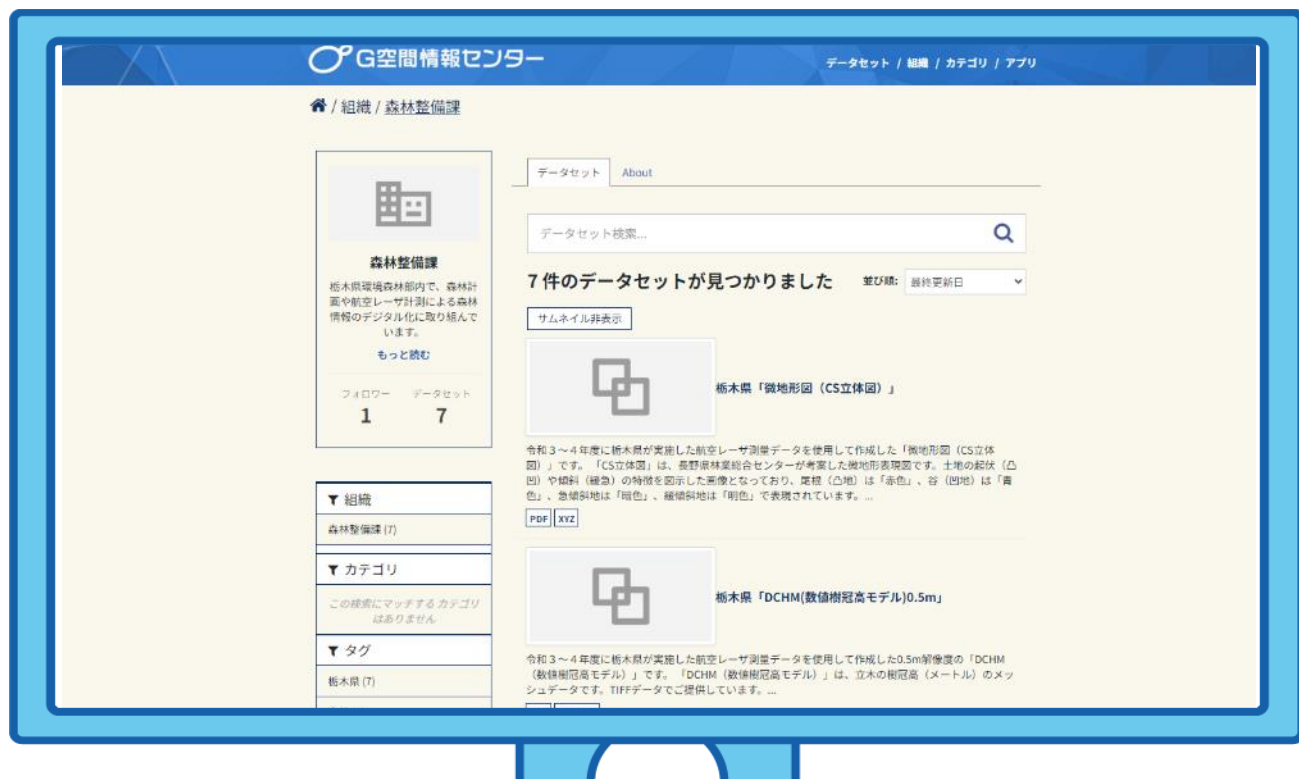 G空間情報センター
データセット / 組織 / カテゴリ / アプリ
/ 組織 / 森林整備課
森林整備課
栃木県環境森林部内で、森林計
画や航空レーザ計測による森林
情報のデジタル化に取り組んで
います。
もっと読む
フォロワー データセット
1 7
組織
森林整備課 (7)
カテゴリ
この検索にマッチする カテゴリ
はありません
タグ
栃木県 (7)
データセット About
データセット検索...
7 件のデータセットが見つかりました 並び順: 最終更新日
サムネイル非表示
栃木県「微地形図（CS立体図）」
令和３～４年度に栃木県が実施した航空レーザ測量データを使用して作成した「微地形図（CS立体
図）」です。 「CS立体図」は、長野県林業総合センターが考案した微地形表現図です。土地の起伏（凸
凹）や傾斜（緩急）の特徴を図示した画像となっており、尾根（凸地）は「赤色」、谷（凹地）は「青
色」、急傾斜地は「暗色」、緩傾斜地は「明色」で表現されています。...
PDF XYZ
栃木県「DCHM(数値樹冠高モデル)0.5m」
令和３～４年度に栃木県が実施した航空レーザ測量データを使用して作成した0.5m解像度の「DCHM
（数値樹冠高モデル）」です。 「DCHM（数値樹冠高モデル）」は、立木の樹冠高（メートル）のメッ
シュデータです。TIFFデータでご提供しています。...